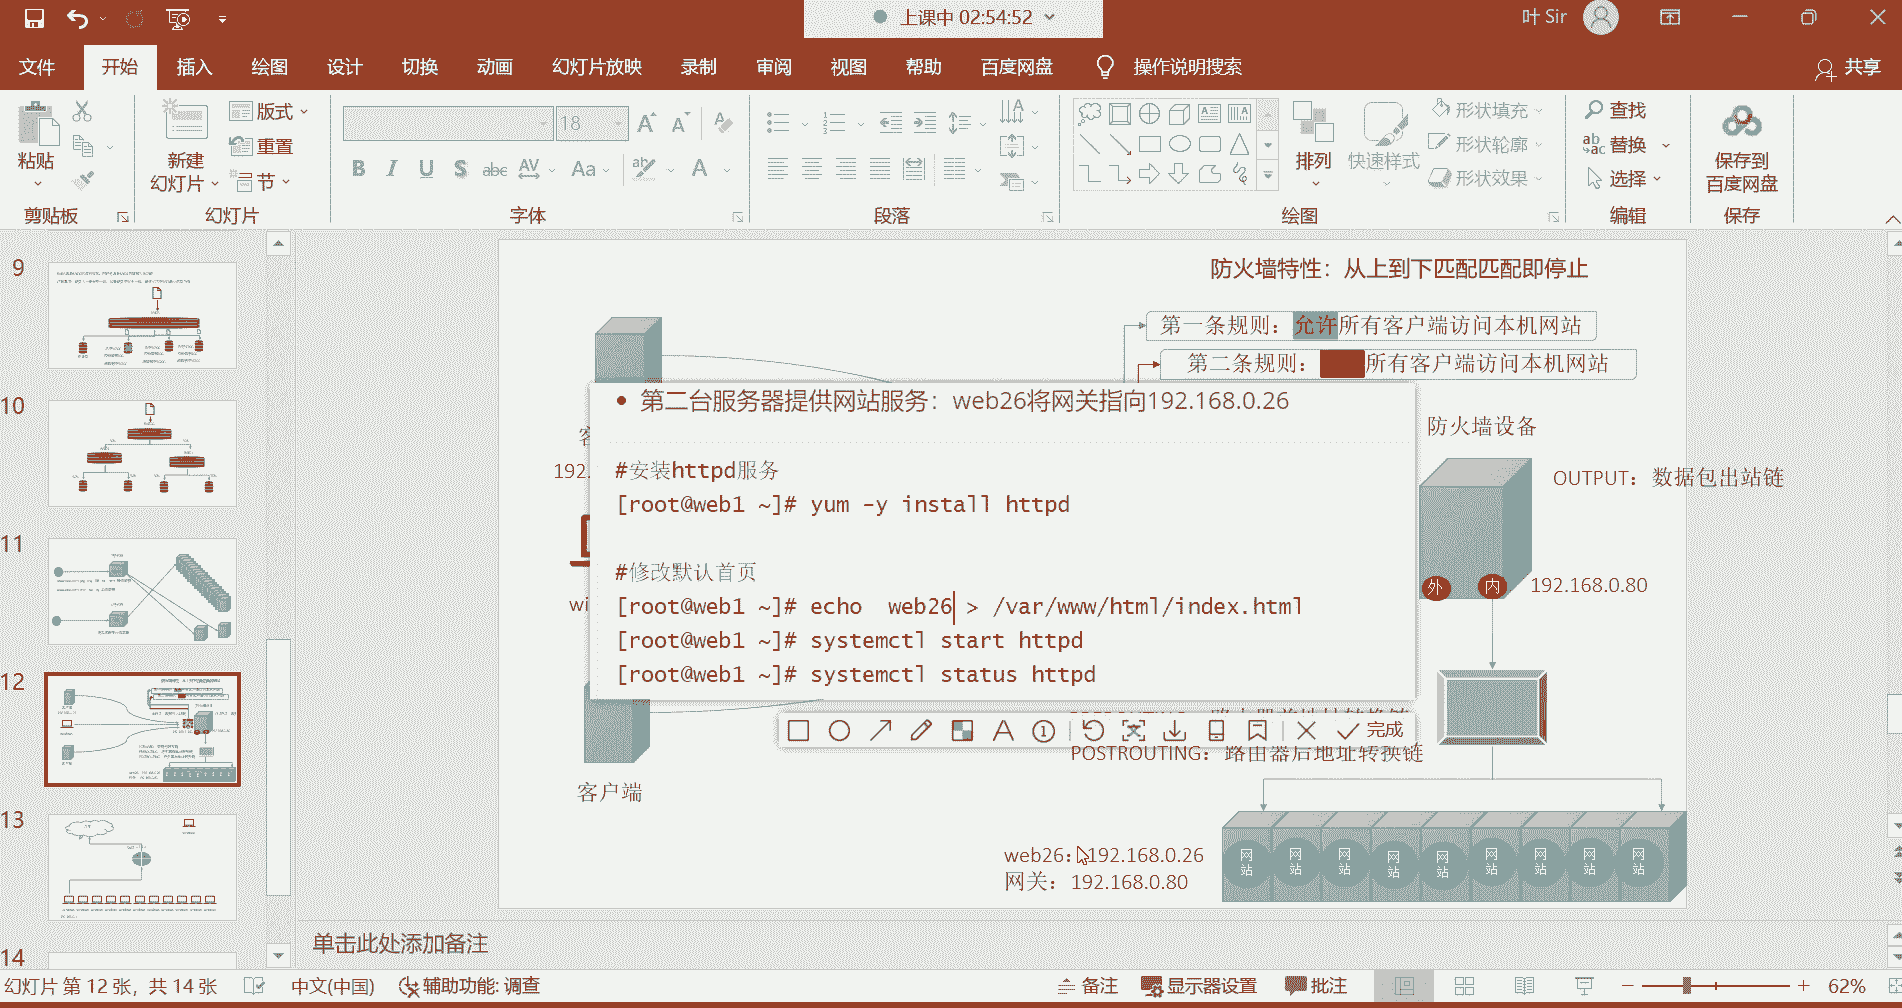 上课中 02:54:52
叶 Sir
文件 开始 插入 绘图 设计 切换 动画 幻灯片放映 录制 审阅 视图 帮助 百度网盘 操作说明搜索 共享
粘贴
剪贴板
新建
幻灯片
版式
重置
节
幻灯片
18
B I U S abc AV Aa A
字体
段落
排列
快速样式
形状填充
形状轮廓
形状效果
绘图
查找
替换
选择
编辑
保存到
百度网盘
保存
9
10
11
12
13
14
防火墙特性：从上到下匹配匹配即停止
第一条规则：允许所有客户端访问本机网站
第二条规则：
所有客户端访问本机网站
• 第二台服务器提供网站服务：web26将网关指向192.168.0.26
#安装httpd服务
[root@web1 ~]# yum -y install httpd
#修改默认首页
[root@web1 ~]# echo  web26 > /var/www/html/index.html
[root@web1 ~]# systemctl start httpd
[root@web1 ~]# systemctl status httpd
客
192.
wi
防火墙设备
OUTPUT：数据包出站链
外
内
192.168.0.80
完成
POSTROUTING：路由器后地址转换链
客户端
web26：192.168.0.26
网关：192.168.0.80
网站 网站 网站 网站 网站 网站 网站 网站 网站
单击此处添加备注
幻灯片 第 12 张，共 14 张 中文(中国) 辅助功能: 调查 备注 显示器设置 批注 62%